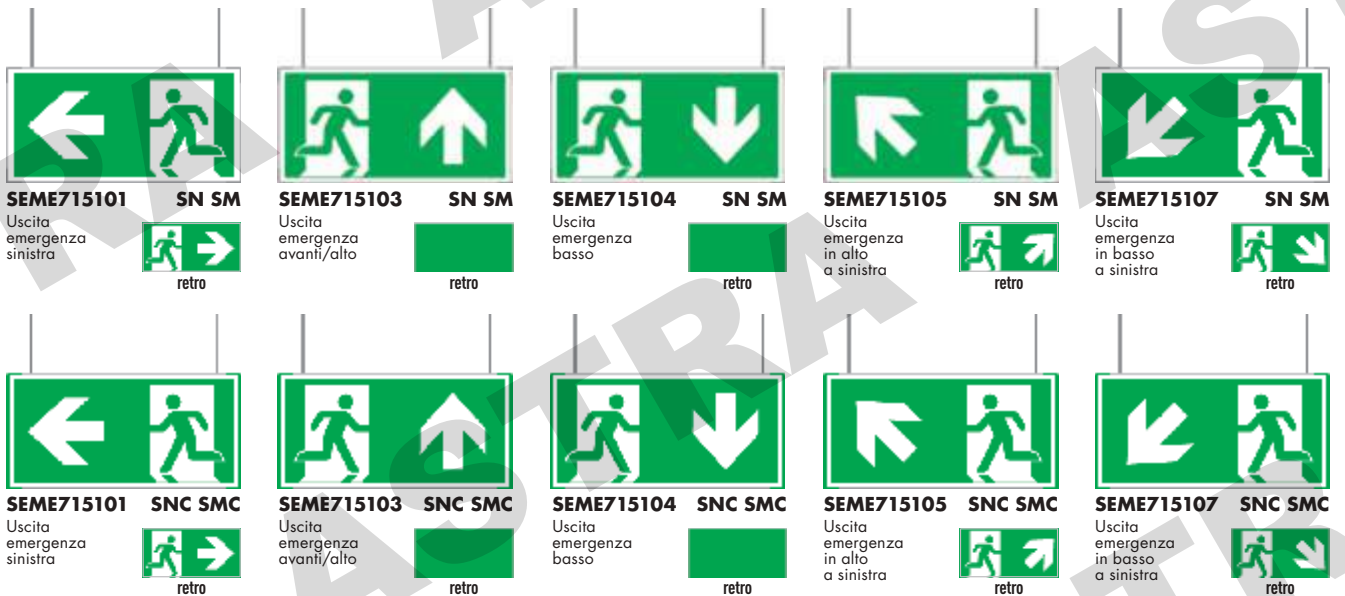 SEME715101 SN SM
Uscita
emergenza
sinistra
retro
SEME715103 SN SM
Uscita
emergenza
avanti/alto
retro
SEME715104 SN SM
Uscita
emergenza
basso
retro
SEME715105 SN SM
Uscita
emergenza
in alto
a sinistra
retro
SEME715107 SN SM
Uscita
emergenza
in basso
a sinistra
retro
SEME715101 SNC SMC
Uscita
emergenza
sinistra
retro
SEME715103 SNC SMC
Uscita
emergenza
avanti/alto
retro
SEME715104 SNC SMC
Uscita
emergenza
basso
retro
SEME715105 SNC SMC
Uscita
emergenza
in alto
a sinistra
retro
SEME715107 SNC SMC
Uscita
emergenza
in basso
a sinistra
retro
ASTRA